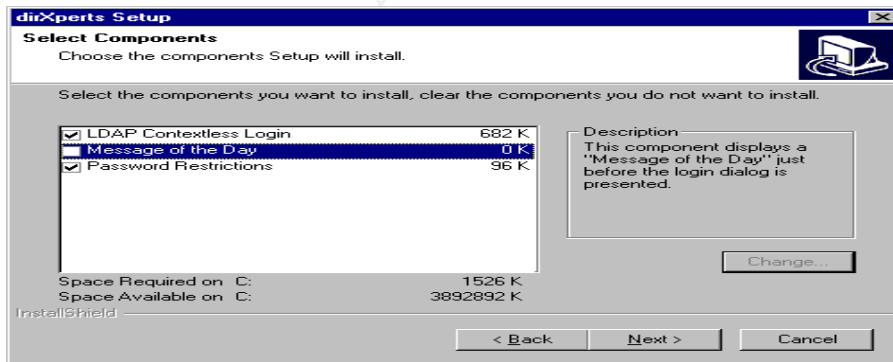 dirXperts Setup
Select Components
Choose the components Setup will install.
Select the components you want to install, clear the components you do not want to install.
LDAP Contextless Login 682 K
Message of the Day 0 K
Password Restrictions 96 K
Description
This component displays a
"Message of the Day" just
before the login dialog is
presented.
Change...
Space Required on C: 1526 K
Space Available on C: 3892892 K
InstallShield
< Back Next > Cancel